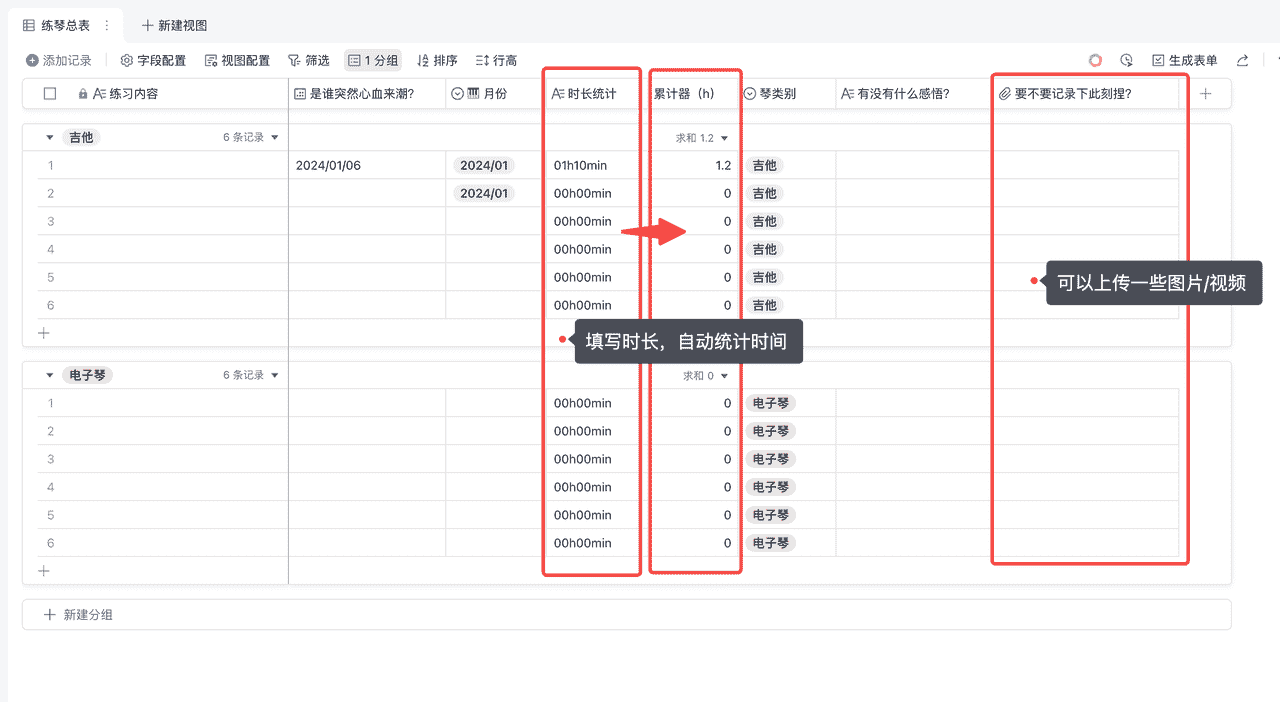 练琴总表 新建视图
添加记录 字段配置 视图配置 筛选 1 分组 排序 行高 生成表单
练习内容 是谁突然心血来潮? 月份 时长统计 累计器（h） 琴类别 有没有什么感悟? 要不要记录下此刻捏?
吉他 6 条记录 求和 1.2
1 2024/01/06 2024/01 01h10min 1.2 吉他
2 2024/01 00h00min 0 吉他
3 00h00min 0 吉他
4 00h00min 0 吉他
5 00h00min 0 吉他
可以上传一些图片/视频
6 00h00min 0 吉他
填写时长，自动统计时间
电子琴 6 条记录 求和 0
1 00h00min 0 电子琴
2 00h00min 0 电子琴
3 00h00min 0 电子琴
4 00h00min 0 电子琴
5 00h00min 0 电子琴
6 00h00min 0 电子琴
新建分组